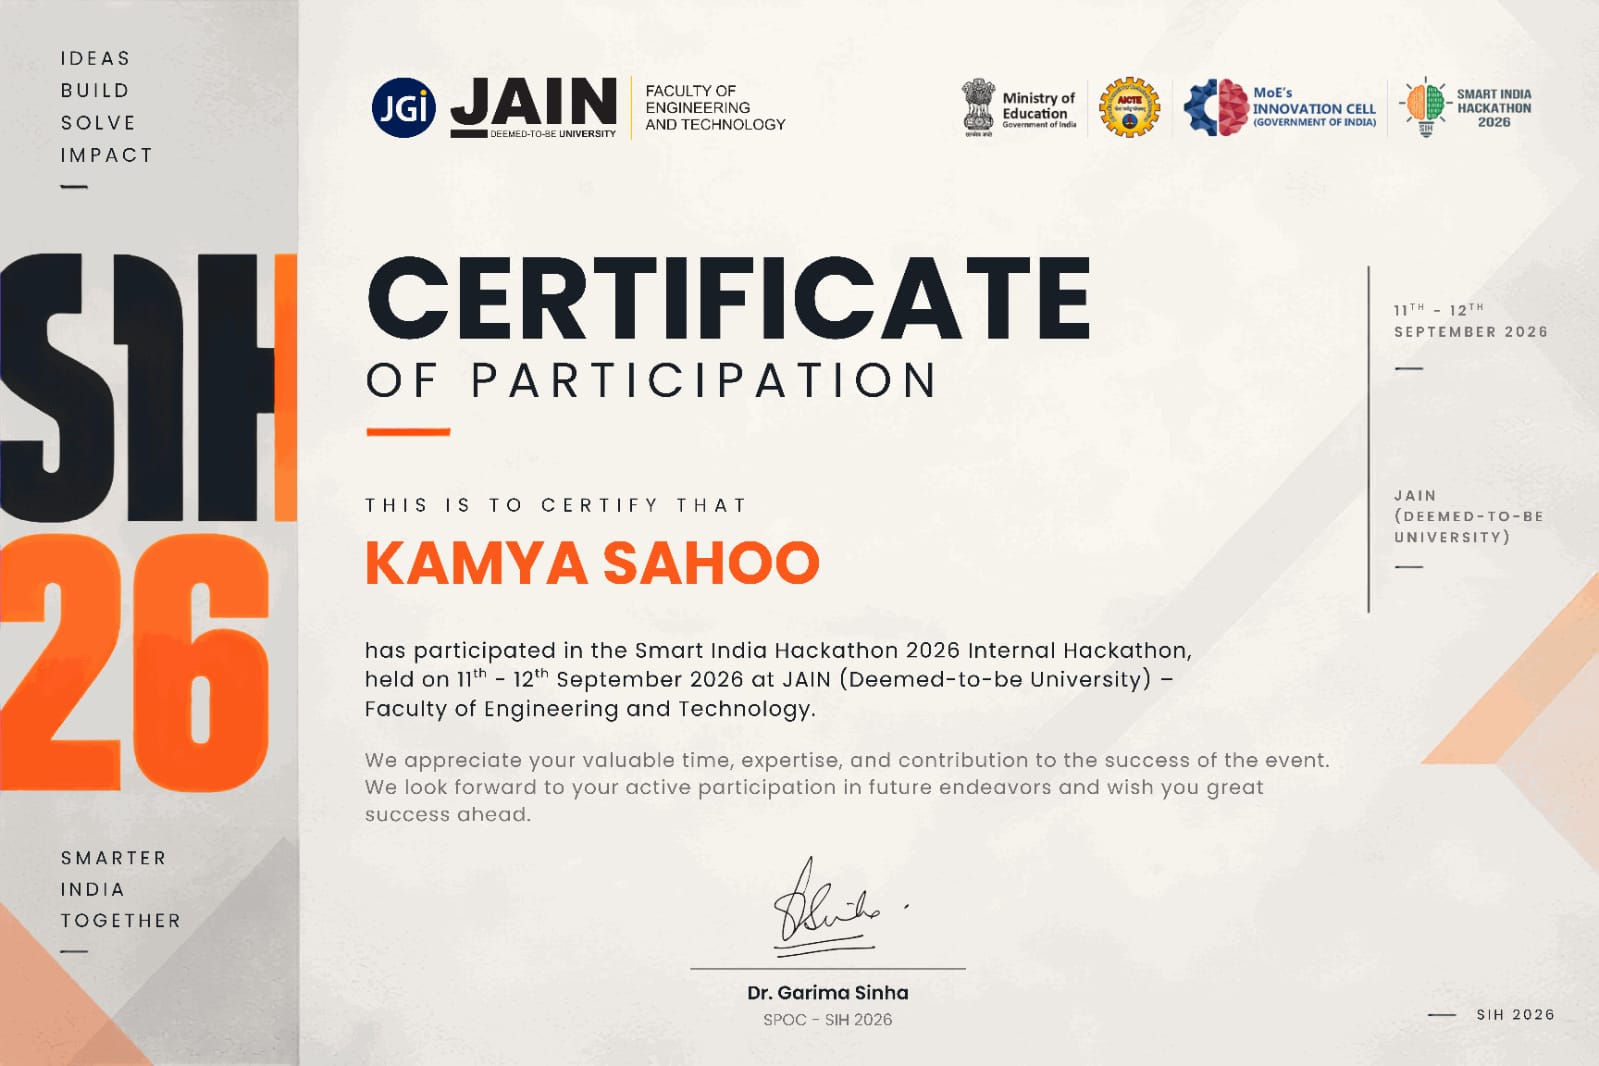 IDEAS
BUILD
SOLVE
IMPACT
SIH
26
SMARTER
INDIA
TOGETHER
JGi
JAIN
DEEMED-TO-BE UNIVERSITY
FACULTY OF
ENGINEERING
AND TECHNOLOGY
Ministry of
Education
Government of India
AICTE
MoE's
INNOVATION CELL
(GOVERNMENT OF INDIA)
SIH
SMART INDIA
HACKATHON
2026
CERTIFICATE
OF PARTICIPATION
THIS IS TO CERTIFY THAT
KAMYA SAHOO
has participated in the Smart India Hackathon 2026 Internal Hackathon,
held on 11th - 12th September 2026 at JAIN (Deemed-to-be University) –
Faculty of Engineering and Technology.
We appreciate your valuable time, expertise, and contribution to the success of the event.
We look forward to your active participation in future endeavors and wish you great
success ahead.
11TH - 12TH
SEPTEMBER 2026
JAIN
(DEEMED-TO-BE
UNIVERSITY)
Dr. Garima Sinha
SPOC - SIH 2026
SIH 2026